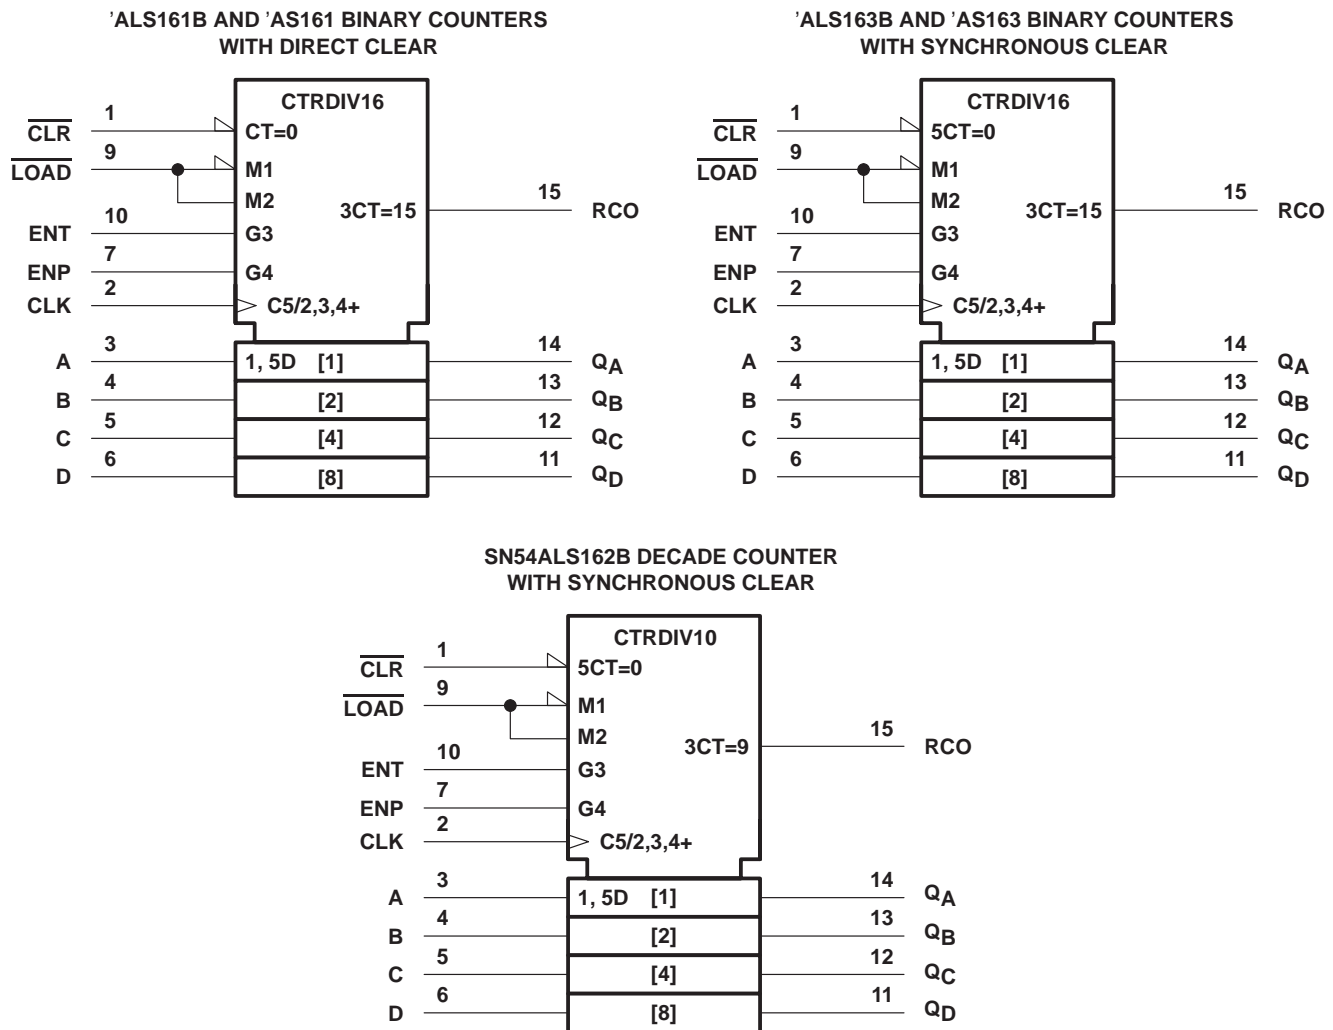 'ALS161B AND 'AS161 BINARY COUNTERS
WITH DIRECT CLEAR
CTRDIV16
CLR 1 CT=0
LOAD 9 M1
M2
3CT=15 15 RCO
ENT 10 G3
ENP 7 G4
CLK 2 C5/2,3,4+
A 3 1, 5D [1] 14 QA
B 4 [2] 13 QB
C 5 [4] 12 QC
D 6 [8] 11 QD
'ALS163B AND 'AS163 BINARY COUNTERS
WITH SYNCHRONOUS CLEAR
CTRDIV16
CLR 1 5CT=0
LOAD 9 M1
M2
3CT=15 15 RCO
ENT 10 G3
ENP 7 G4
CLK 2 C5/2,3,4+
A 3 1, 5D [1] 14 QA
B 4 [2] 13 QB
C 5 [4] 12 QC
D 6 [8] 11 QD
SN54ALS162B DECADE COUNTER
WITH SYNCHRONOUS CLEAR
CTRDIV10
CLR 1 5CT=0
LOAD 9 M1
M2
3CT=9 15 RCO
ENT 10 G3
ENP 7 G4
CLK 2 C5/2,3,4+
A 3 1, 5D [1] 14 QA
B 4 [2] 13 QB
C 5 [4] 12 QC
D 6 [8] 11 QD